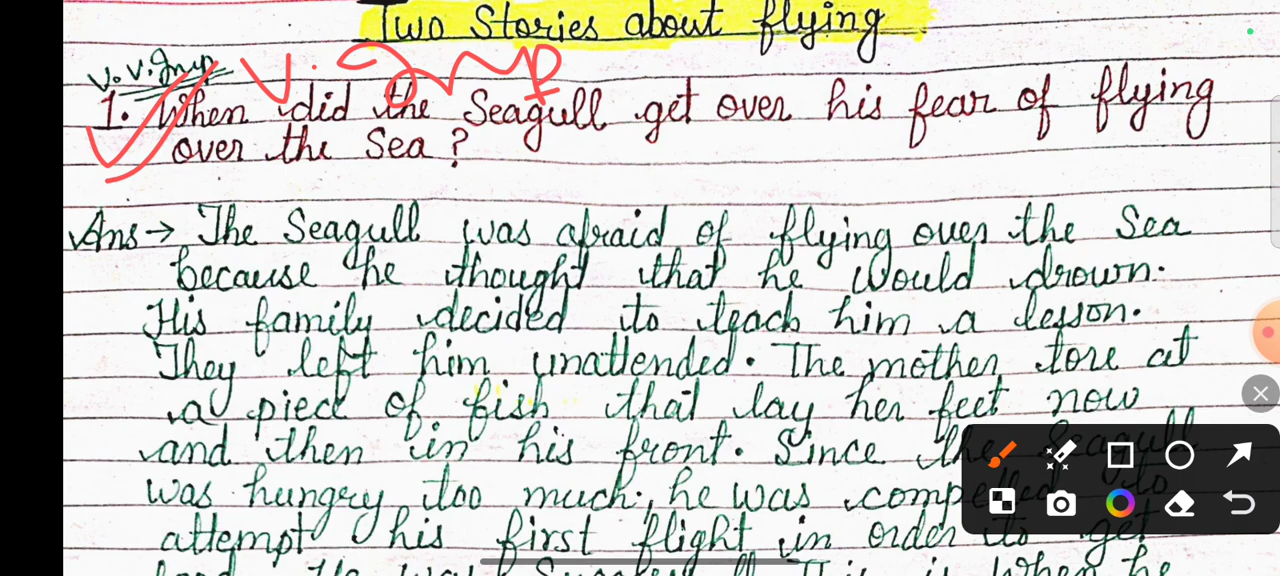 Two Stories about flying
V. V. Imp V. Imp
1. When did the Seagull get over his fear of flying
over the Sea?
Ans → The Seagull was afraid of flying over the Sea
because he thought that he would drown.
His family decided to teach him a lesson.
They left him unattended. The mother tore at
a piece of fish that lay her feet now
and then in his front. Since the Seagull
was hungry too much, he was compelled to
attempt his first flight in order to get